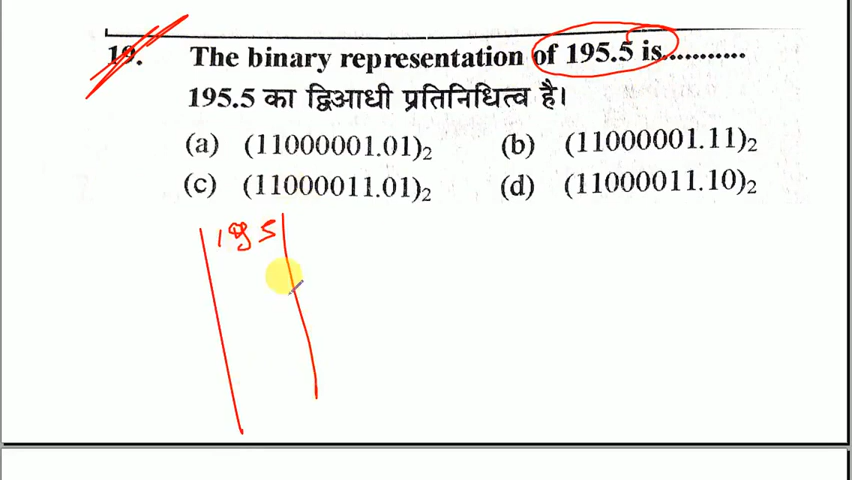 19. The binary representation of 195.5 is...........
195.5 का द्विआधी प्रतिनिधित्व है।
(a) (11000001.01)₂ (b) (11000001.11)₂
(c) (11000011.01)₂ (d) (11000011.10)₂
195